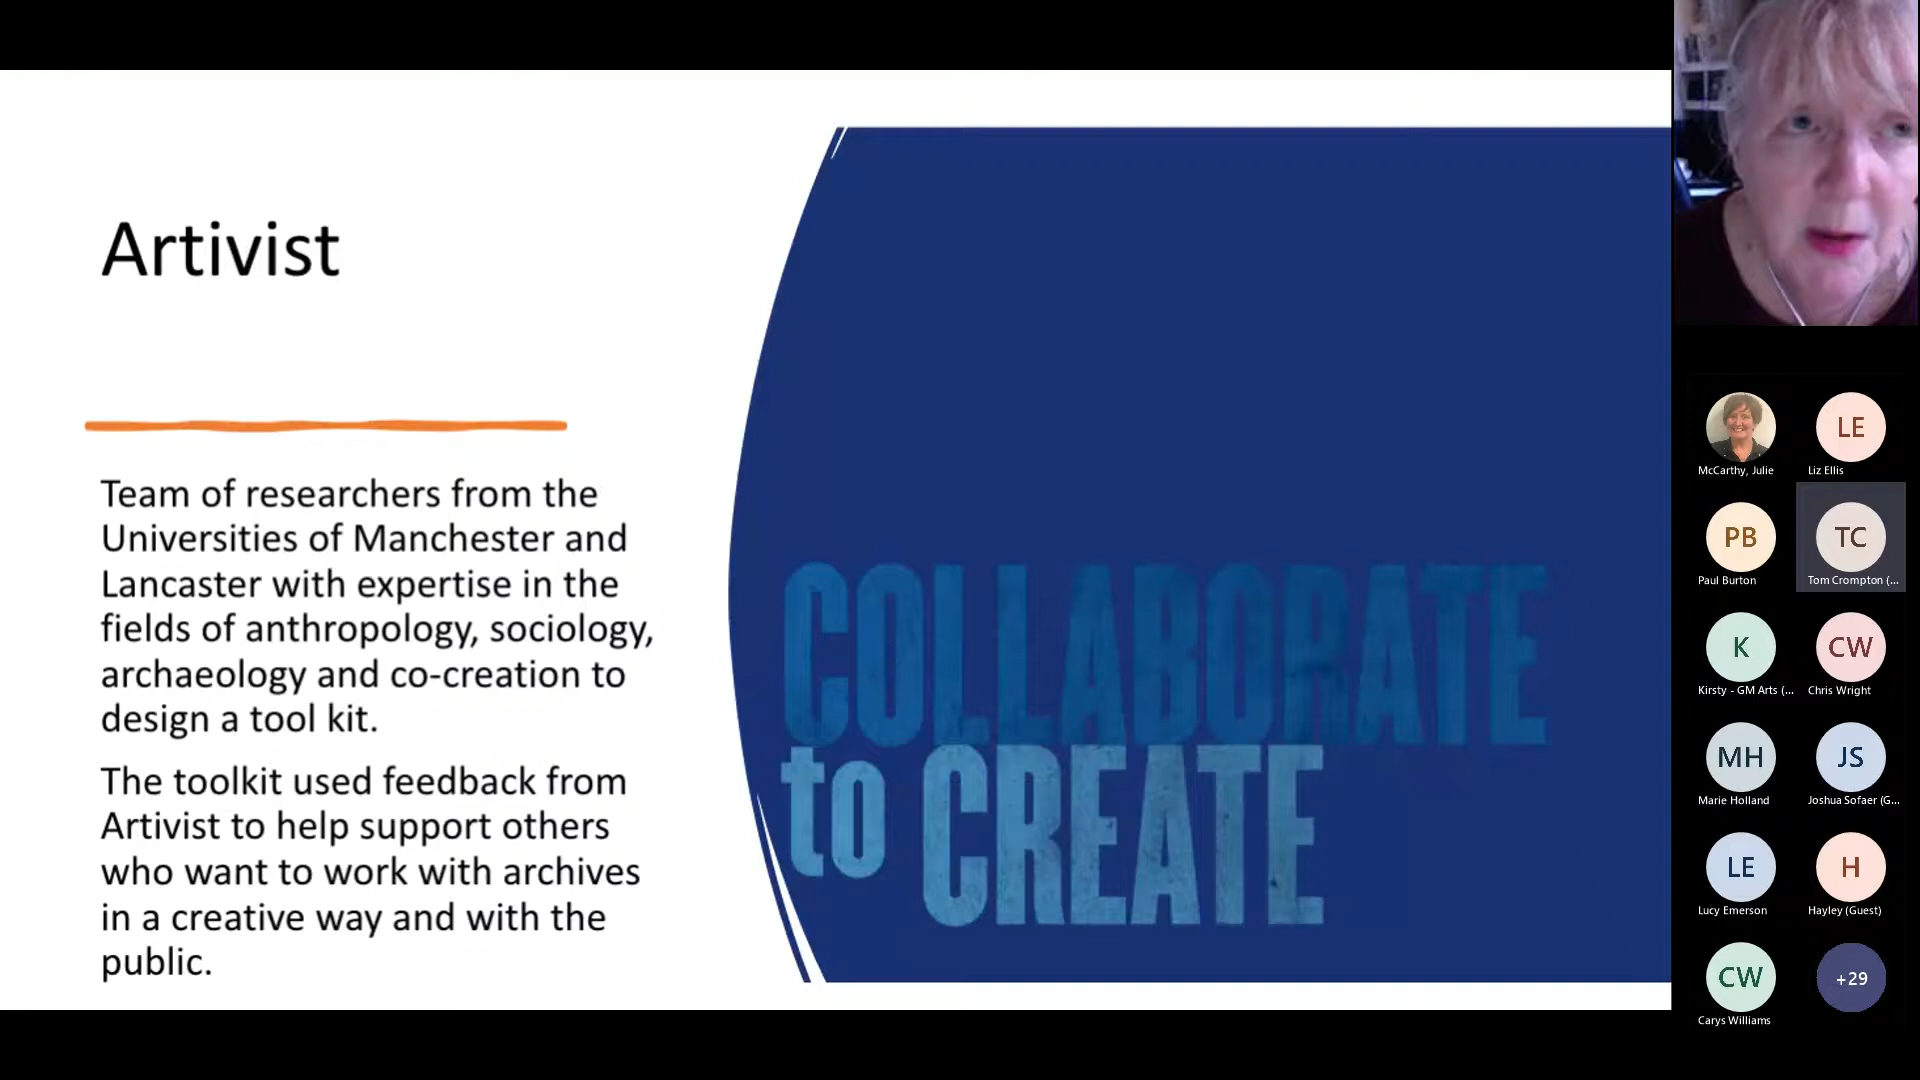 Artivist
Team of researchers from the
Universities of Manchester and
Lancaster with expertise in the
fields of anthropology, sociology,
archaeology and co-creation to
design a tool kit.
The toolkit used feedback from
Artivist to help support others
who want to work with archives
in a creative way and with the
public.
COLLABORATE
to CREATE
McCarthy, Julie
LE
Liz Ellis
PB
Paul Burton
TC
Tom Crompton (...
K
Kirsty - GM Arts (...
CW
Chris Wright
MH
Marie Holland
JS
Joshua Sofaer (G...
LE
Lucy Emerson
H
Hayley (Guest)
CW
Carys Williams
+29